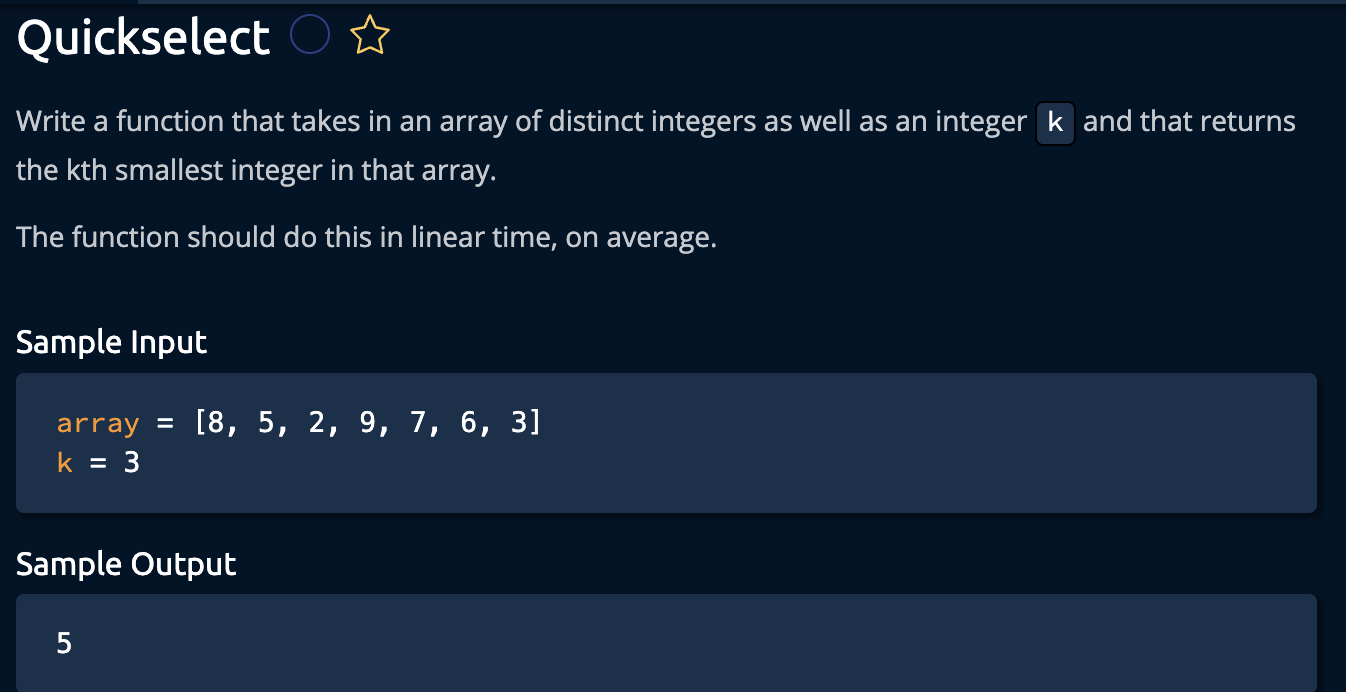 Quickselect
Write a function that takes in an array of distinct integers as well as an integer k and that returns
the kth smallest integer in that array.
The function should do this in linear time, on average.
Sample Input
array = [8, 5, 2, 9, 7, 6, 3]
k = 3
Sample Output
5